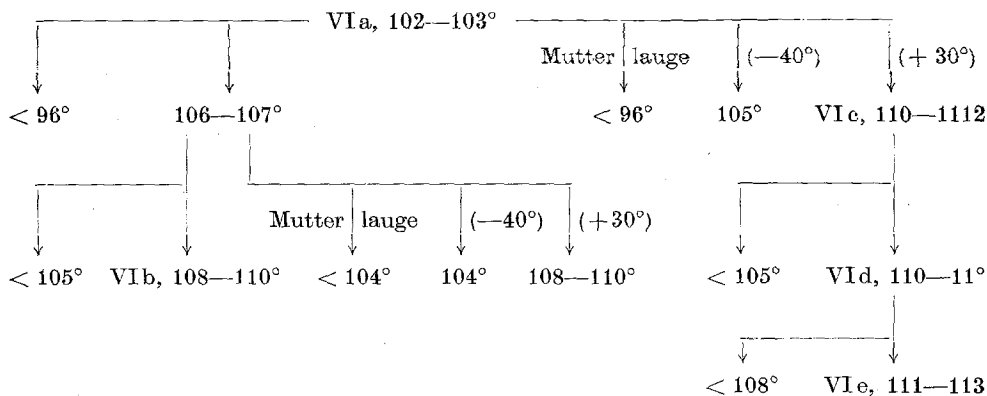 VIa, 102—103°
Mutter lauge (—40°) (+ 30°)
< 96° 106—107° < 96° 105° VIc, 110—1112
Mutter lauge (—40°) (+30°)
< 105° VIb, 108—110° < 104° 104° 108—110° < 105° VId, 110—11°
< 108° VIe, 111—113